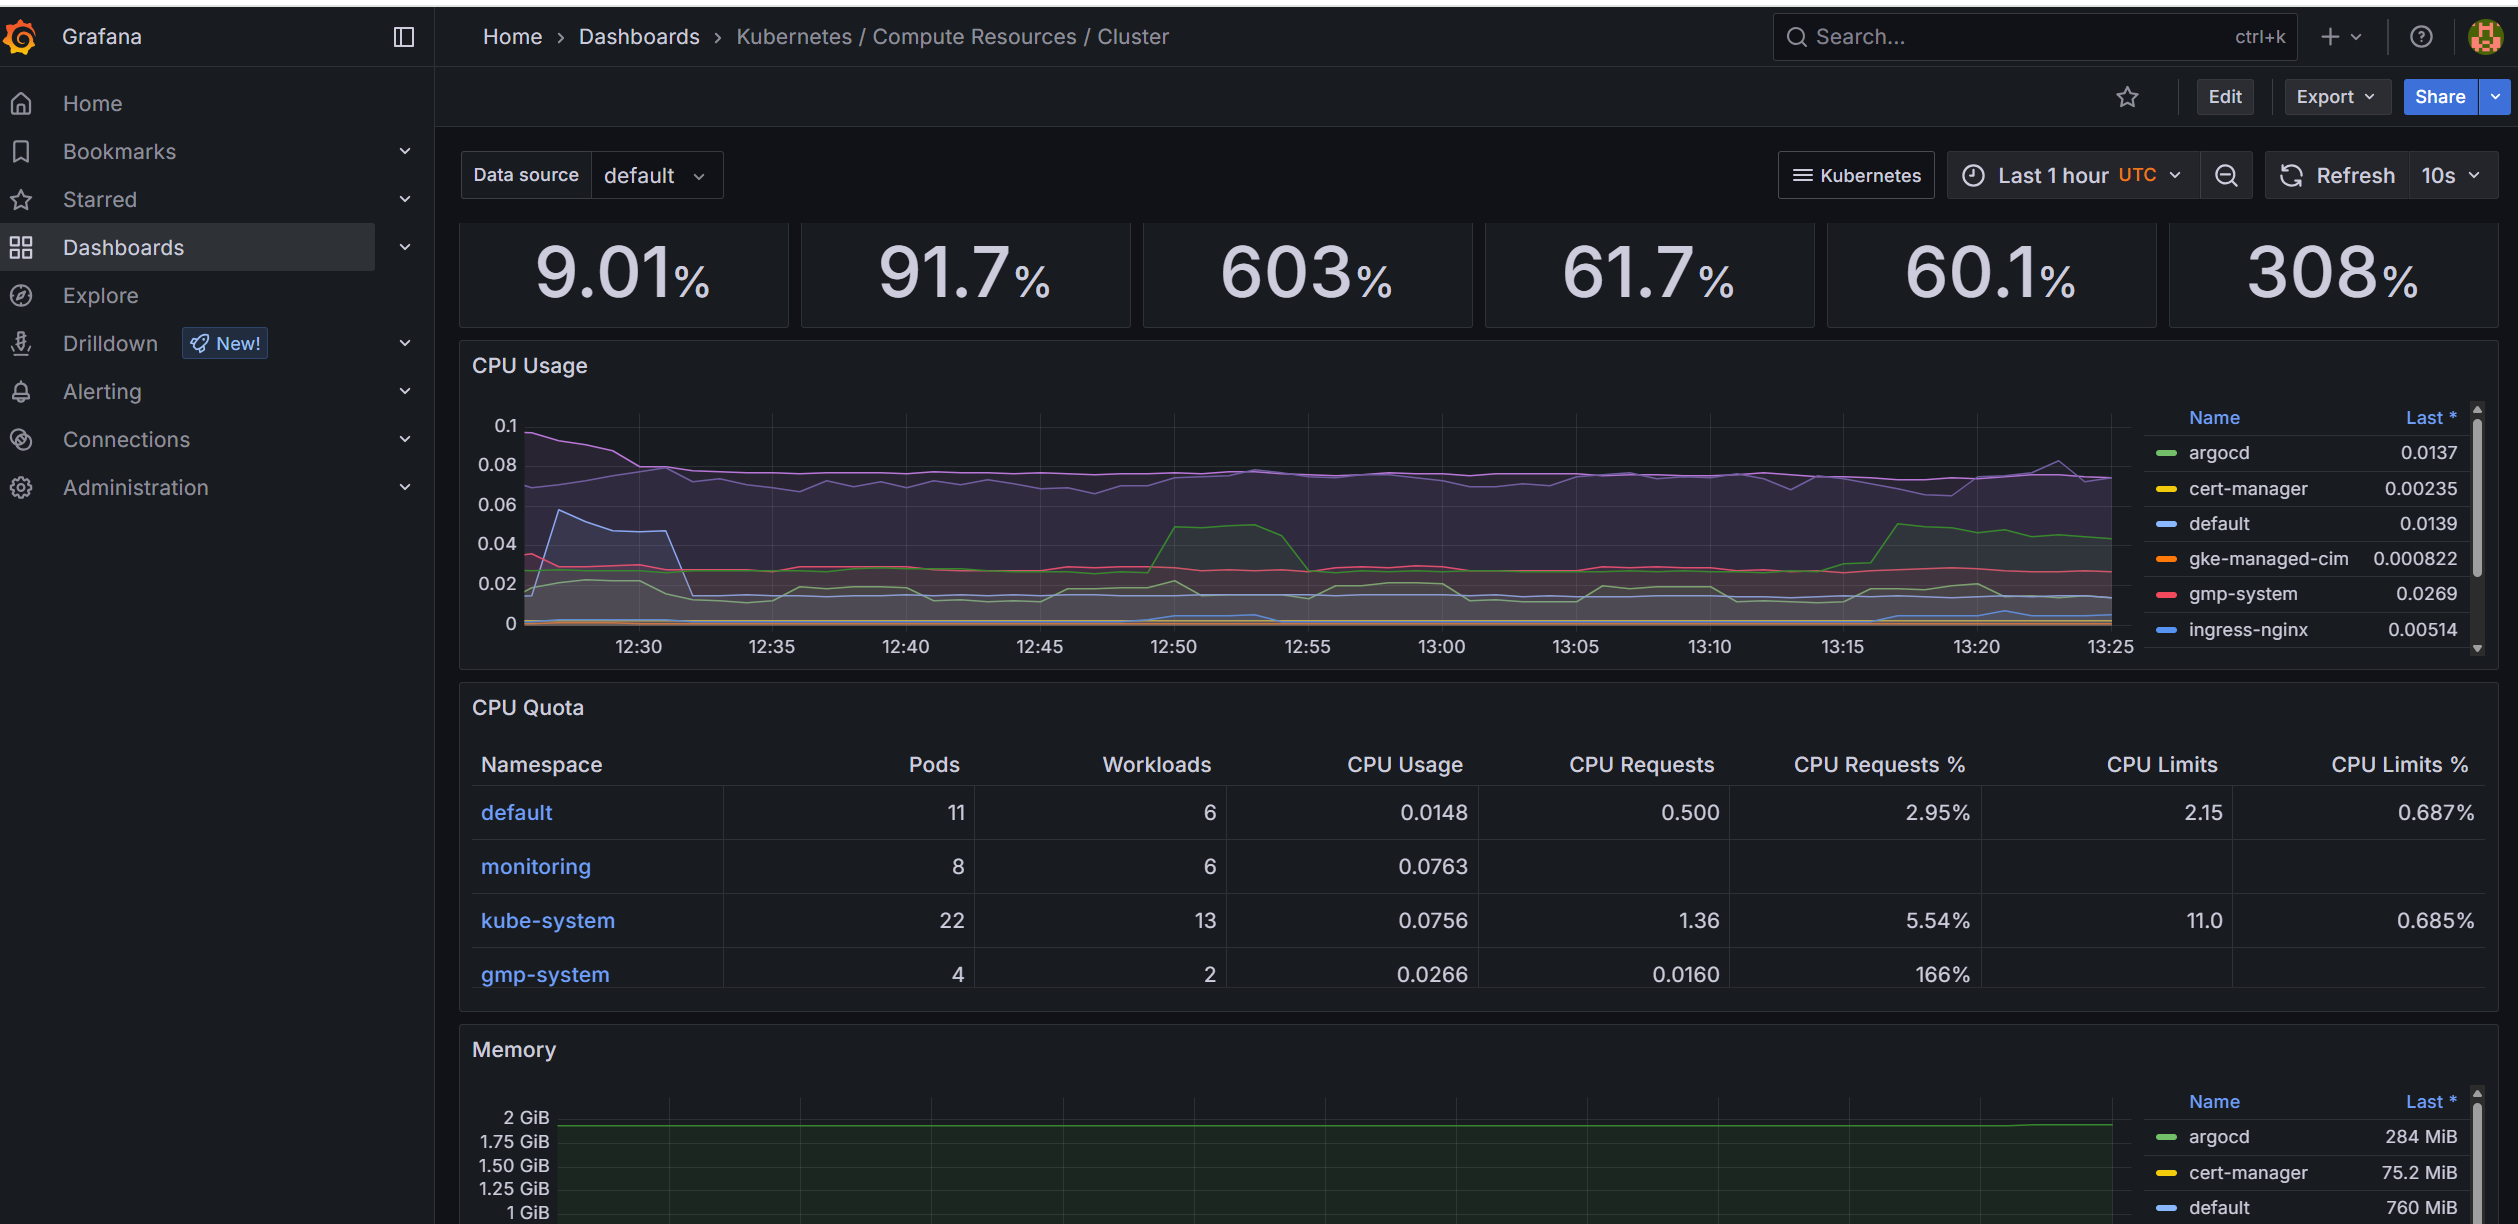 Grafana
Home › Dashboards › Kubernetes / Compute Resources / Cluster
Search... ctrl+k
Edit Export Share
Home
Bookmarks
Starred
Dashboards
Explore
Drilldown New!
Alerting
Connections
Administration
Data source default
Kubernetes Last 1 hour UTC Refresh 10s
9.01% 91.7% 603% 61.7% 60.1% 308%
CPU Usage
0.1
0.08
0.06
0.04
0.02
0
12:30 12:35 12:40 12:45 12:50 12:55 13:00 13:05 13:10 13:15 13:20 13:25
Name Last *
argocd 0.0137
cert-manager 0.00235
default 0.0139
gke-managed-cim 0.000822
gmp-system 0.0269
ingress-nginx 0.00514
CPU Quota
Namespace Pods Workloads CPU Usage CPU Requests CPU Requests % CPU Limits CPU Limits %
default 11 6 0.0148 0.500 2.95% 2.15 0.687%
monitoring 8 6 0.0763
kube-system 22 13 0.0756 1.36 5.54% 11.0 0.685%
gmp-system 4 2 0.0266 0.0160 166%
Memory
2 GiB
1.75 GiB
1.50 GiB
1.25 GiB
1 GiB
Name Last *
argocd 284 MiB
cert-manager 75.2 MiB
default 760 MiB